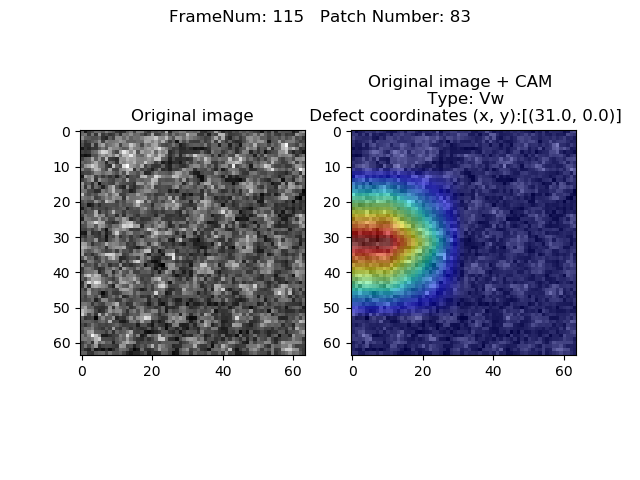 FrameNum: 115   Patch Number: 83
Original image
0
10
20
30
40
50
60
0 20 40 60
Original image + CAM
Type: Vw
Defect coordinates (x, y):[(31.0, 0.0)]
0
10
20
30
40
50
60
0 20 40 60